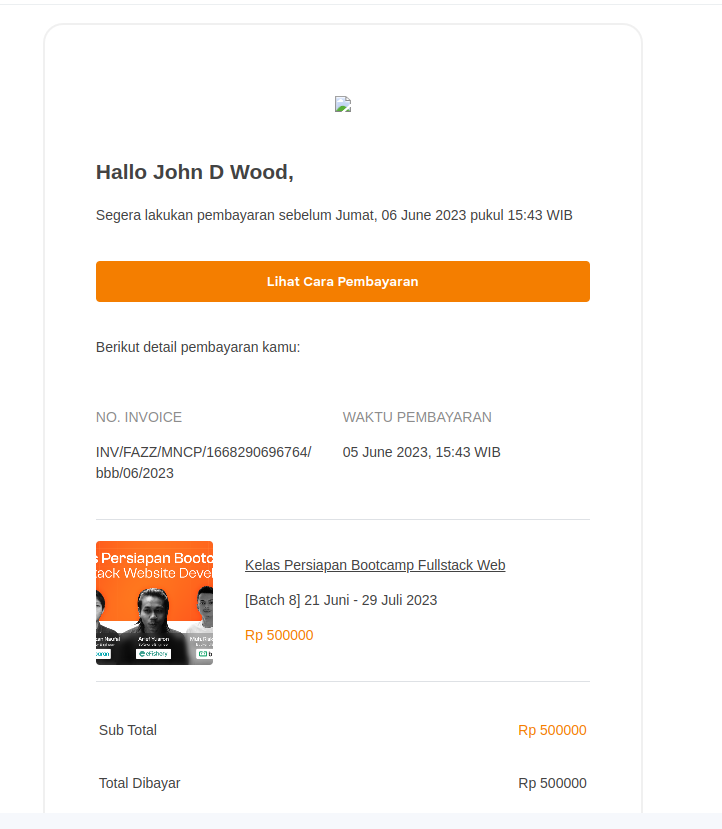 Hallo John D Wood,
Segera lakukan pembayaran sebelum Jumat, 06 June 2023 pukul 15:43 WIB
Lihat Cara Pembayaran
Berikut detail pembayaran kamu:
NO. INVOICE
INV/FAZZ/MNCP/1668290696764/
bbb/06/2023
WAKTU PEMBAYARAN
05 June 2023, 15:43 WIB
s Persiapan Bootc
tack Website Devel
Arief Yuaron
eFishery
Kelas Persiapan Bootcamp Fullstack Web
[Batch 8] 21 Juni - 29 Juli 2023
Rp 500000
Sub Total Rp 500000
Total Dibayar Rp 500000